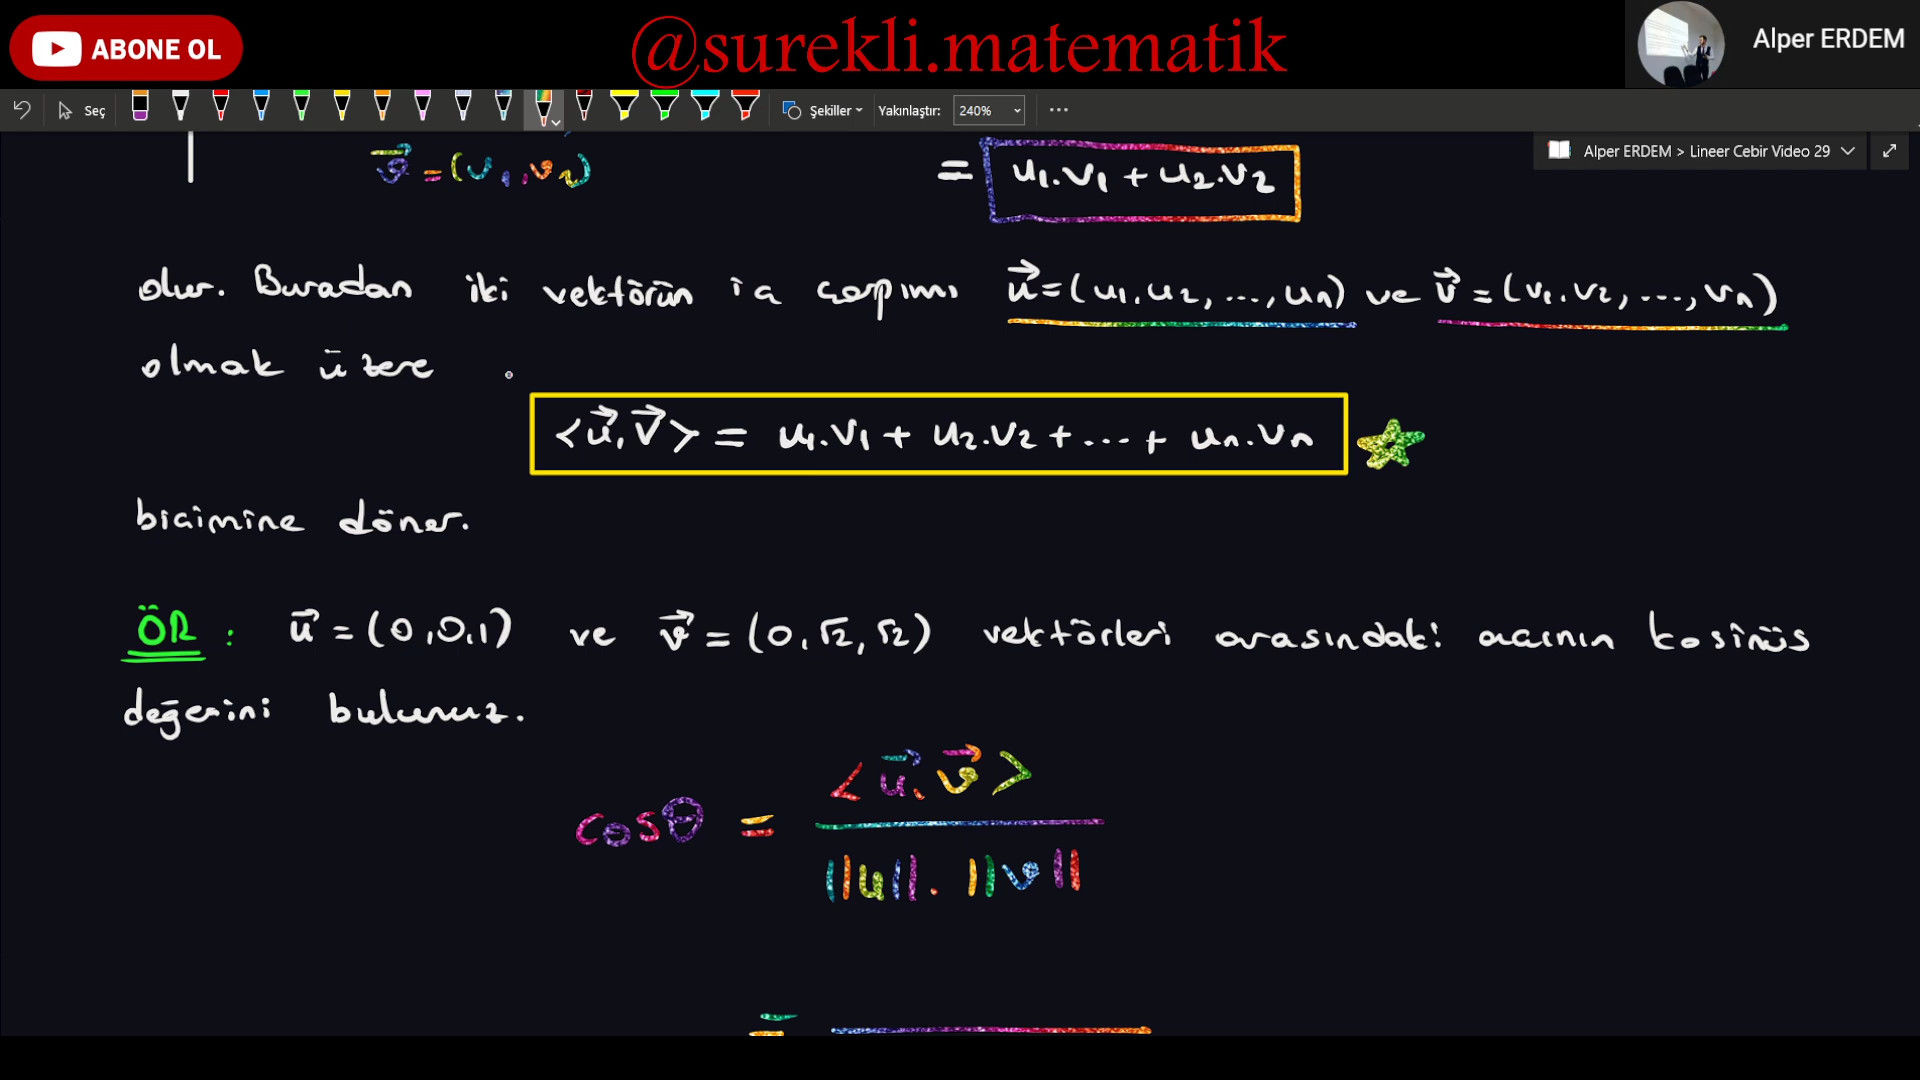 ABONE OL
@surekli.matematik
Alper ERDEM
Seç
Şekiller
Yakınlaştır:
240%
Alper ERDEM > Lineer Cebir Video 29
v⃗ = (v₁, v₂)
= u₁.v₁ + u₂.v₂
olur. Buradan iki vektörün iç çarpımı u⃗ = (u₁, u₂, ..., uₙ) ve v⃗ = (v₁, v₂, ..., vₙ)
olmak üzere
<u⃗, v⃗> = u₁.v₁ + u₂.v₂ + ... + uₙ.vₙ
biçimine döner.
ÖR : u⃗ = (0,0,1) ve v⃗ = (0,√2,√2) vektörleri arasındaki açının kosinüs
değerini bulunuz.
cosθ = <u⃗, v⃗> / ||u||.||v||
=